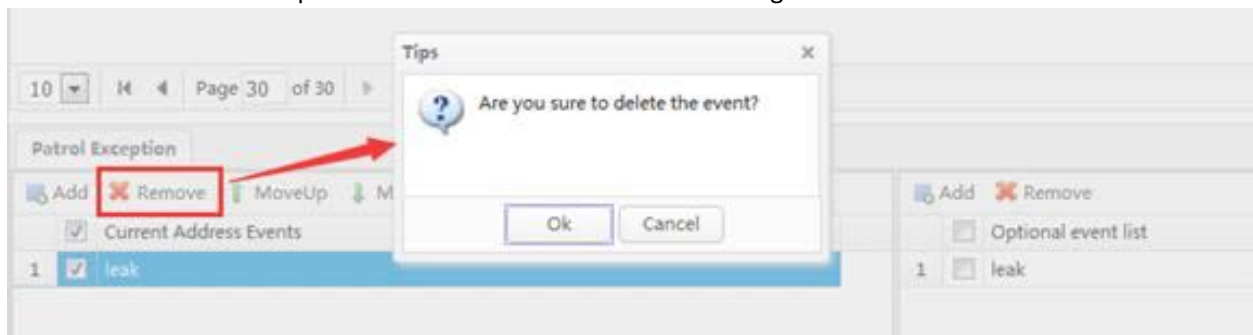 Tips
10 Page 30 of 30
Are you sure to delete the event?
Patrol Exception
Add Remove MoveUp M
Add Remove
Ok Cancel
Current Address Events
Optional event list
1 leak
1 leak